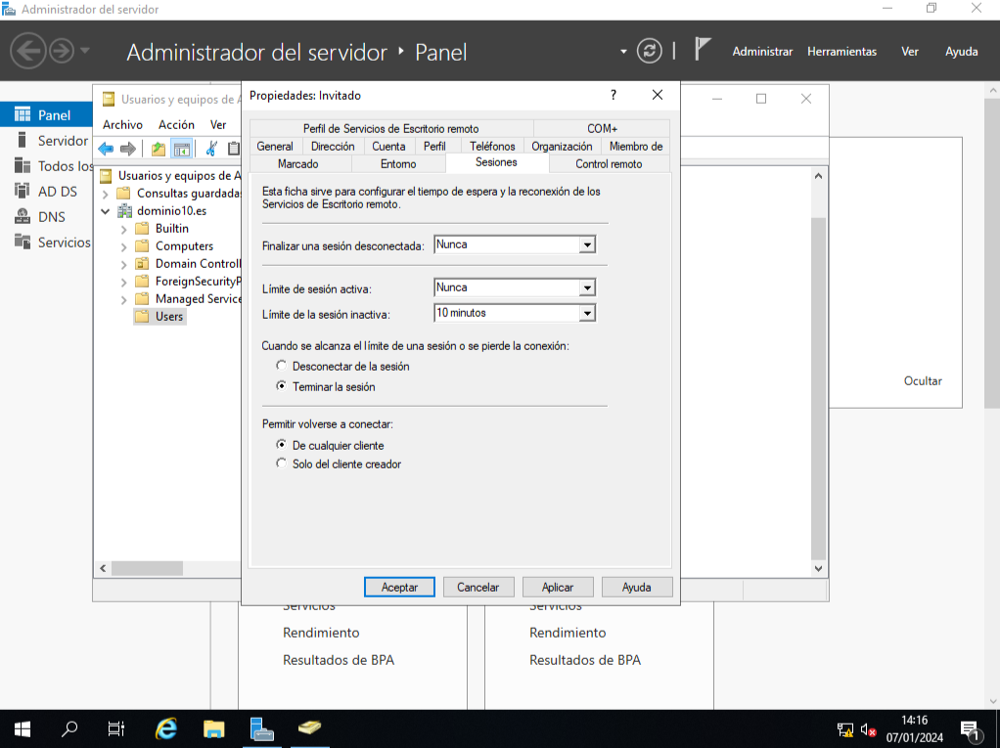 Administrador del servidor
Administrador del servidor ‣ Panel
Administrar Herramientas Ver Ayuda
Panel
Servidor
Todos los
AD DS
DNS
Servicios
Usuarios y equipos de A
Archivo Acción Ver
Usuarios y equipos de A
Consultas guardadas
dominio10.es
Builtin
Computers
Domain Controll
ForeignSecurityP
Managed Service
Users
Propiedades: Invitado
?
Perfil de Servicios de Escritorio remoto COM+
General Dirección Cuenta Perfil Teléfonos Organización Miembro de
Marcado Entorno Sesiones Control remoto
Esta ficha sirve para configurar el tiempo de espera y la reconexión de los
Servicios de Escritorio remoto.
Finalizar una sesión desconectada: Nunca
Límite de sesión activa: Nunca
Límite de la sesión inactiva: 10 minutos
Cuando se alcanza el límite de una sesión o se pierde la conexión:
Desconectar de la sesión
Terminar la sesión
Permitir volverse a conectar:
De cualquier cliente
Solo del cliente creador
Aceptar Cancelar Aplicar Ayuda
Ocultar
Servicios
Rendimiento
Resultados de BPA
Servicios
Rendimiento
Resultados de BPA
14:16
07/01/2024
1